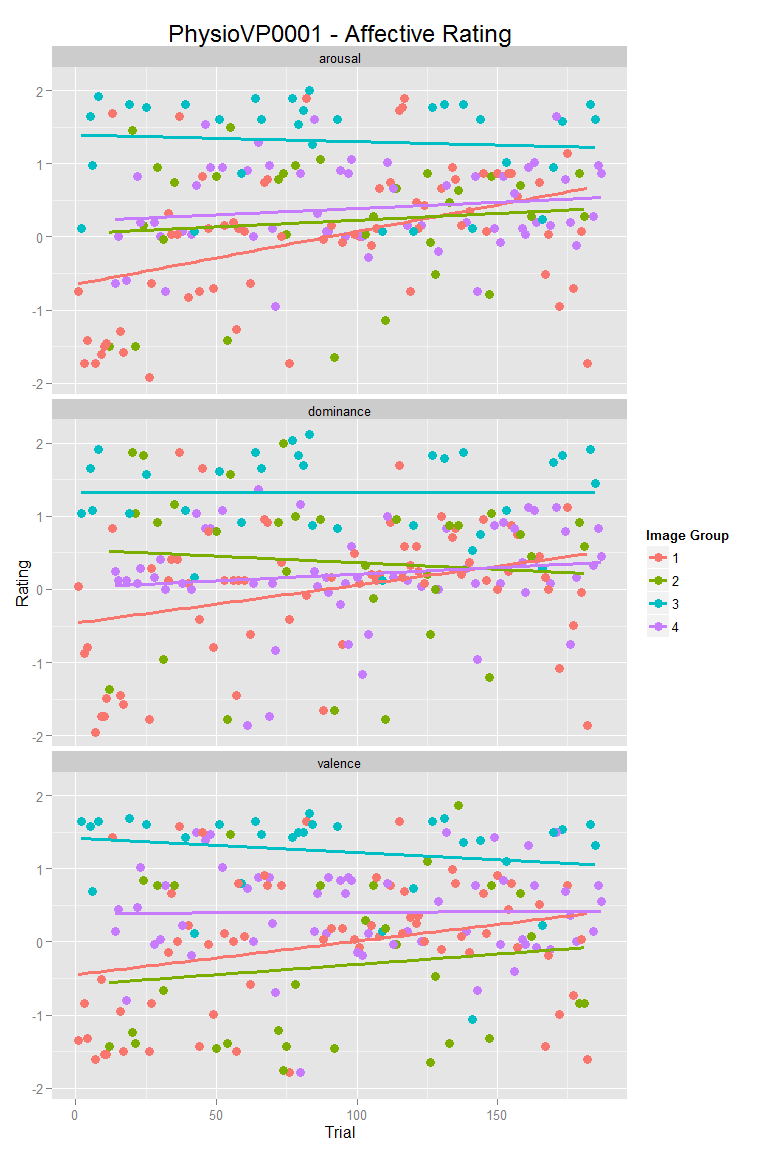 PhysioVP0001 - Affective Rating
arousal
2
1
0
-1
-2
dominance
2
1
0
-1
-2
valence
2
1
0
-1
-2
0 50 100 150
Trial
Rating
Image Group
1
2
3
4